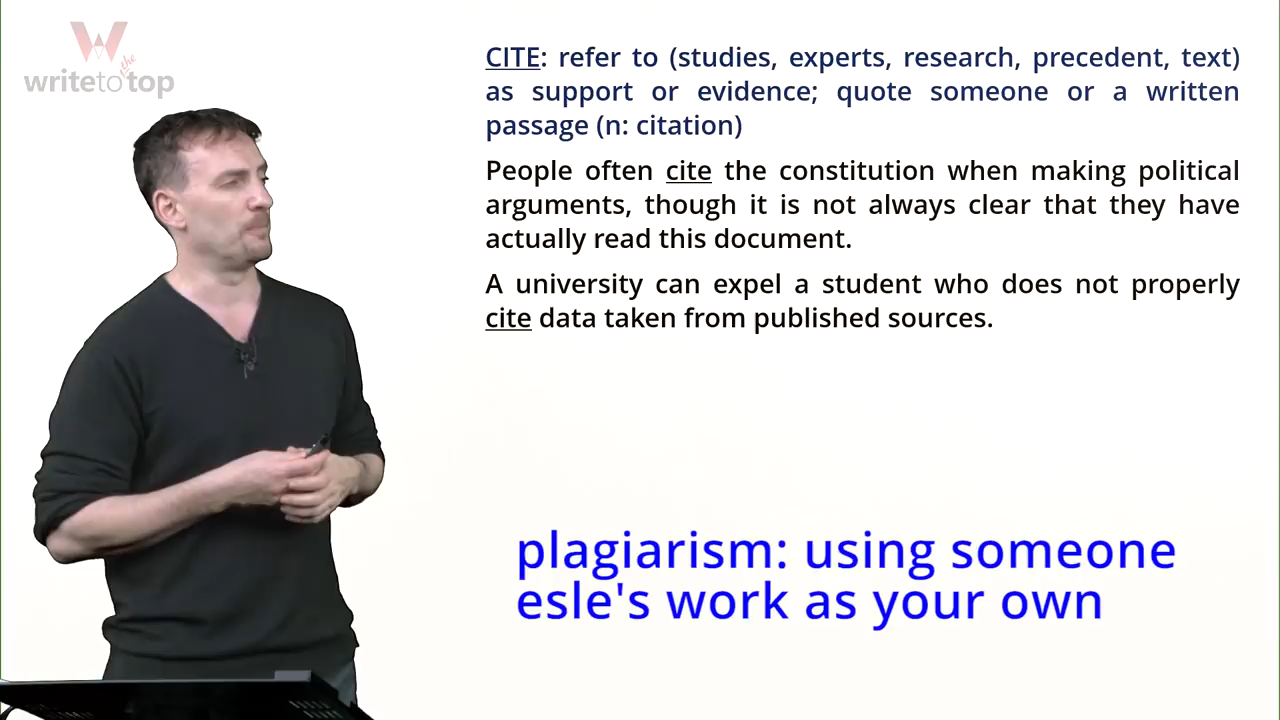 the
writetotop
CITE: refer to (studies, experts, research, precedent, text)
as support or evidence; quote someone or a written
passage (n: citation)
People often cite the constitution when making political
arguments, though it is not always clear that they have
actually read this document.
A university can expel a student who does not properly
cite data taken from published sources.
plagiarism: using someone
esle's work as your own